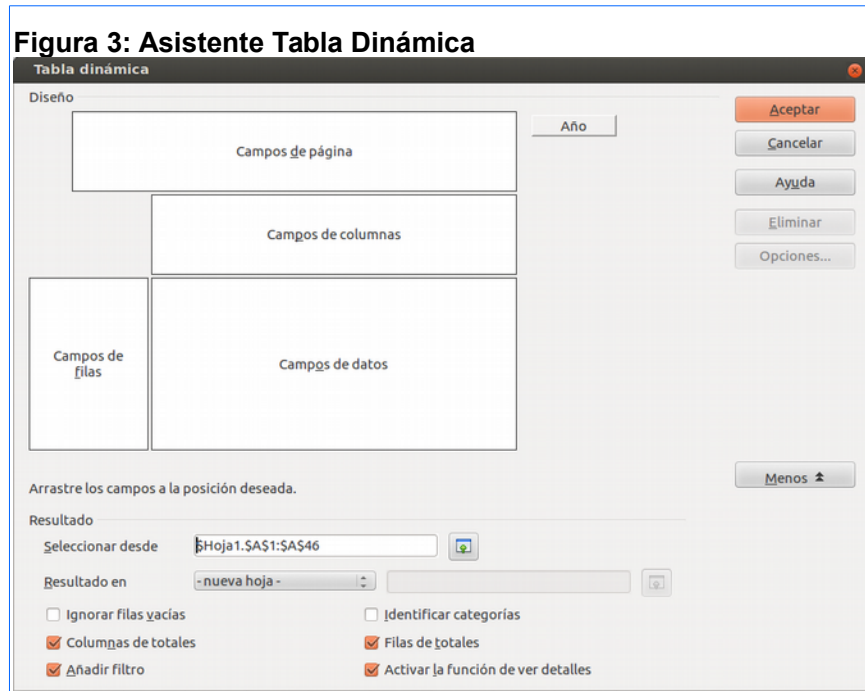 Figura 3: Asistente Tabla Dinámica
Tabla dinámica
Diseño
Campos de página
Año
Aceptar
Cancelar
Ayuda
Eliminar
Opciones...
Campos de columnas
Campos de
filas
Campos de datos
Menos
Arrastre los campos a la posición deseada.
Resultado
Seleccionar desde
$Hoja1.$A$1:$A$46
Resultado en
- nueva hoja -
Ignorar filas vacías
Identificar categorías
Columnas de totales
Filas de totales
Añadir filtro
Activar la función de ver detalles